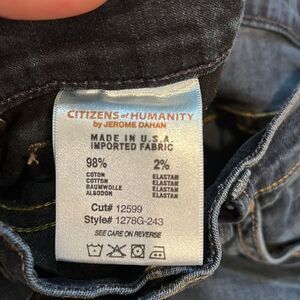 CITIZENS of HUMANITY
by JEROME DAHAN
MADE IN U.S.A.
IMPORTED FABRIC
98% 2%
COTON ELASTAN
COTTON ELASTAN
BAUMWOLLE ELASTAN
ALGODON ELASTAN
Cut# 12599
Style# 1278G-243
SEE CARE ON REVERSE